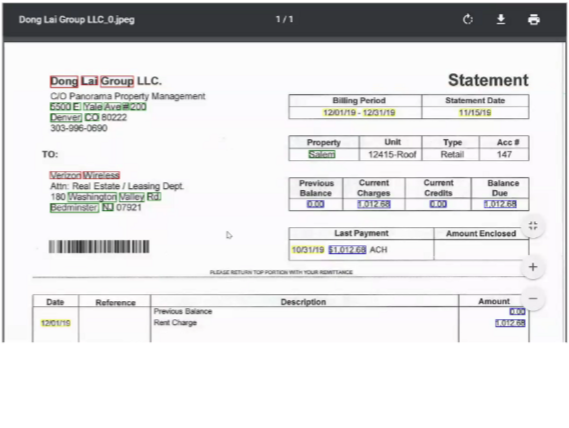 Dong Lai Group LLC_0.jpeg
1 / 1
Dong Lai Group LLC.
C/O Panorama Property Management
5500 E Yale Ave #200
Denver, CO 80222
303-996-0690
Statement
Billing Period Statement Date
12/01/19 - 12/31/19 11/15/19
Property Unit Type Acc #
Salem 12415-Roof Retail 147
TO:
Verizon Wireless
Attn: Real Estate / Leasing Dept.
180 Washington Valley Rd.
Bedminster, NJ 07921
Previous Balance Current Charges Current Credits Balance Due
0.00 1,012.68 0.00 1,012.68
Last Payment Amount Enclosed
10/31/19 $1,012.68 ACH
PLEASE RETURN TOP PORTION WITH YOUR REMITTANCE
Date Reference Description Amount
Previous Balance 0.00
12/01/19 Rent Charge 1,012.68